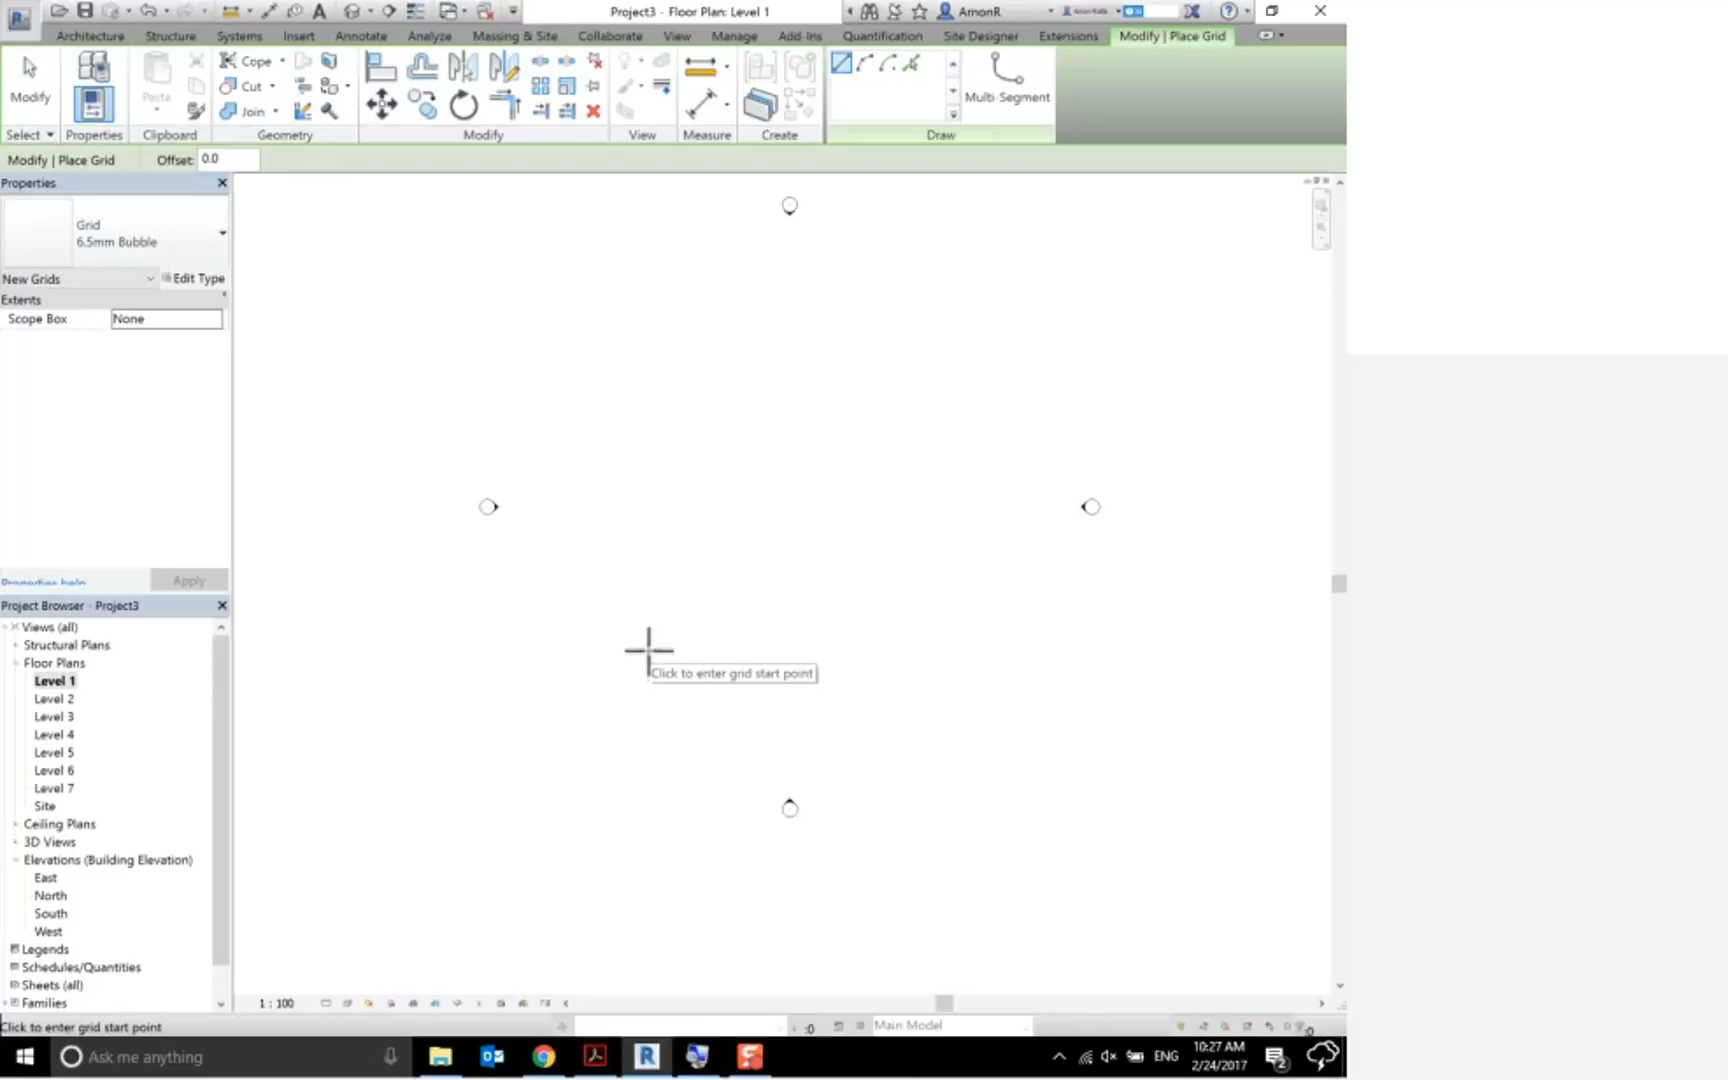 Project3 - Floor Plan: Level 1
AmonR
Architecture Structure Systems Insert Annotate Analyze Massing & Site Collaborate View Manage Add-Ins Quantification Site Designer Extensions Modify | Place Grid
Modify
Paste
Cope
Cut
Join
Multi-Segment
Select Properties Clipboard Geometry Modify View Measure Create Draw
Modify | Place Grid Offset: 0.0
Properties
Grid
6.5mm Bubble
New Grids Edit Type
Extents
Scope Box None
Click to enter grid start point
Properties help Apply
Project Browser - Project3
Views (all)
Structural Plans
Floor Plans
Level 1
Level 2
Level 3
Level 4
Level 5
Level 6
Level 7
Site
Ceiling Plans
3D Views
Elevations (Building Elevation)
East
North
South
West
Legends
Schedules/Quantities
Sheets (all)
Families
1 : 100
Click to enter grid start point
:0 Main Model :0
Ask me anything
ENG
10:27 AM
2/24/2017
2